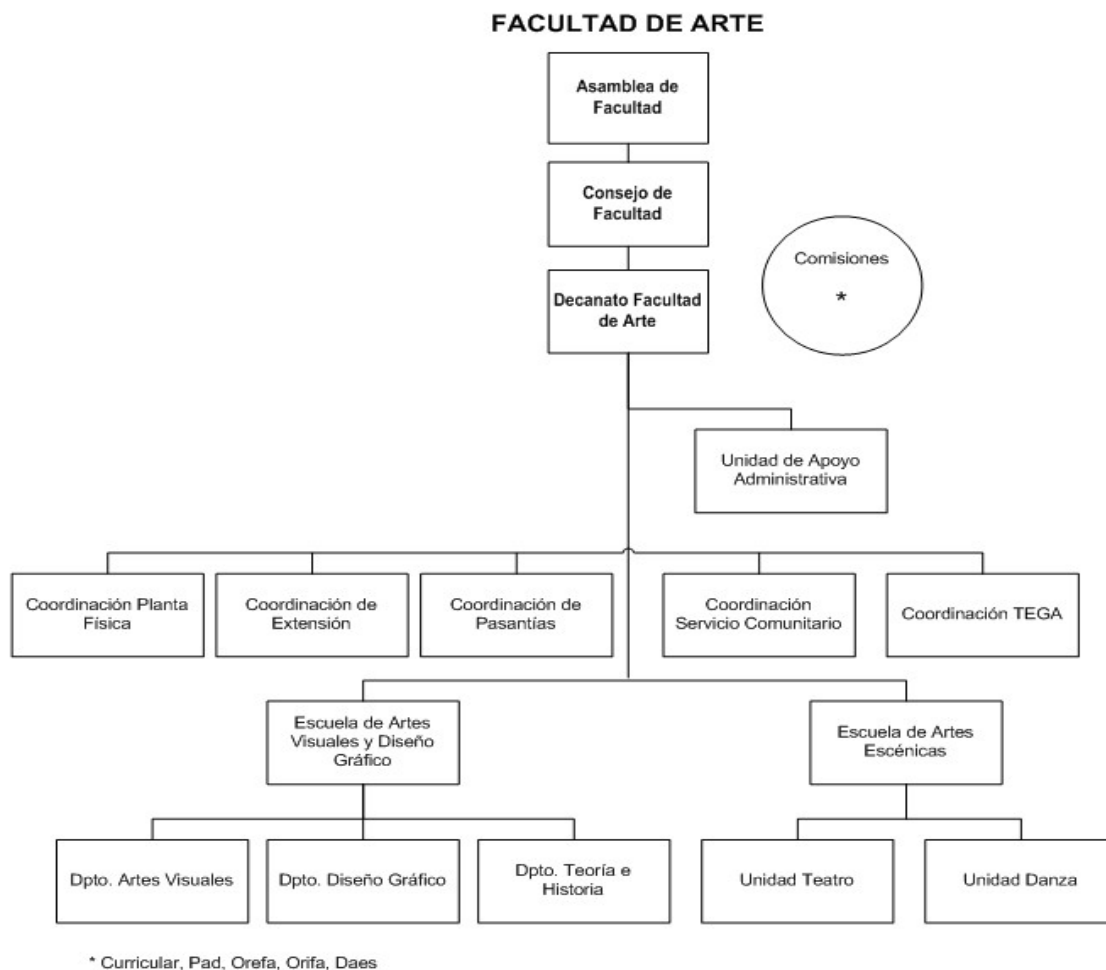 FACULTAD DE ARTE
Asamblea de
Facultad
Consejo de
Facultad
Comisiones
*
Decanato Facultad
de Arte
Unidad de Apoyo
Administrativa
Coordinación Planta
Física
Coordinación de
Extensión
Coordinación de
Pasantías
Coordinación
Servicio Comunitario
Coordinación TEGA
Escuela de Artes
Visuales y Diseño
Gráfico
Escuela de Artes
Escénicas
Dpto. Artes Visuales
Dpto. Diseño Gráfico
Dpto. Teoría e
Historia
Unidad Teatro
Unidad Danza
* Curricular, Pad, Orefa, Orifa, Daes